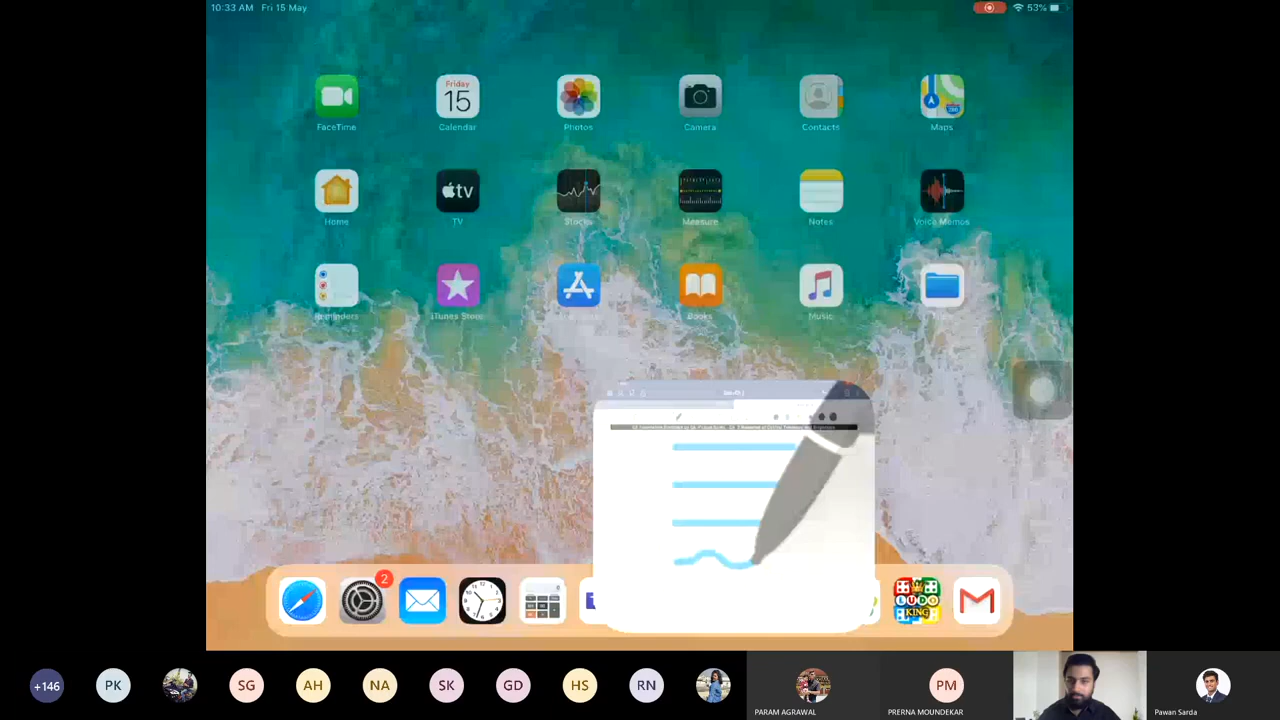 10:33 AM Fri 15 May
53%
Friday
15
FaceTime
Calendar
Photos
Camera
Contacts
Maps
tv
Home
TV
Stocks
Measure
Notes
Voice Memos
Reminders
iTunes Store
Books
Music
2
LUDO
KING
+146
PK
SG
AH
NA
SK
GD
HS
RN
PM
PARAM AGRAWAL
PRERNA MOUNDEKAR
Pawan Sarda